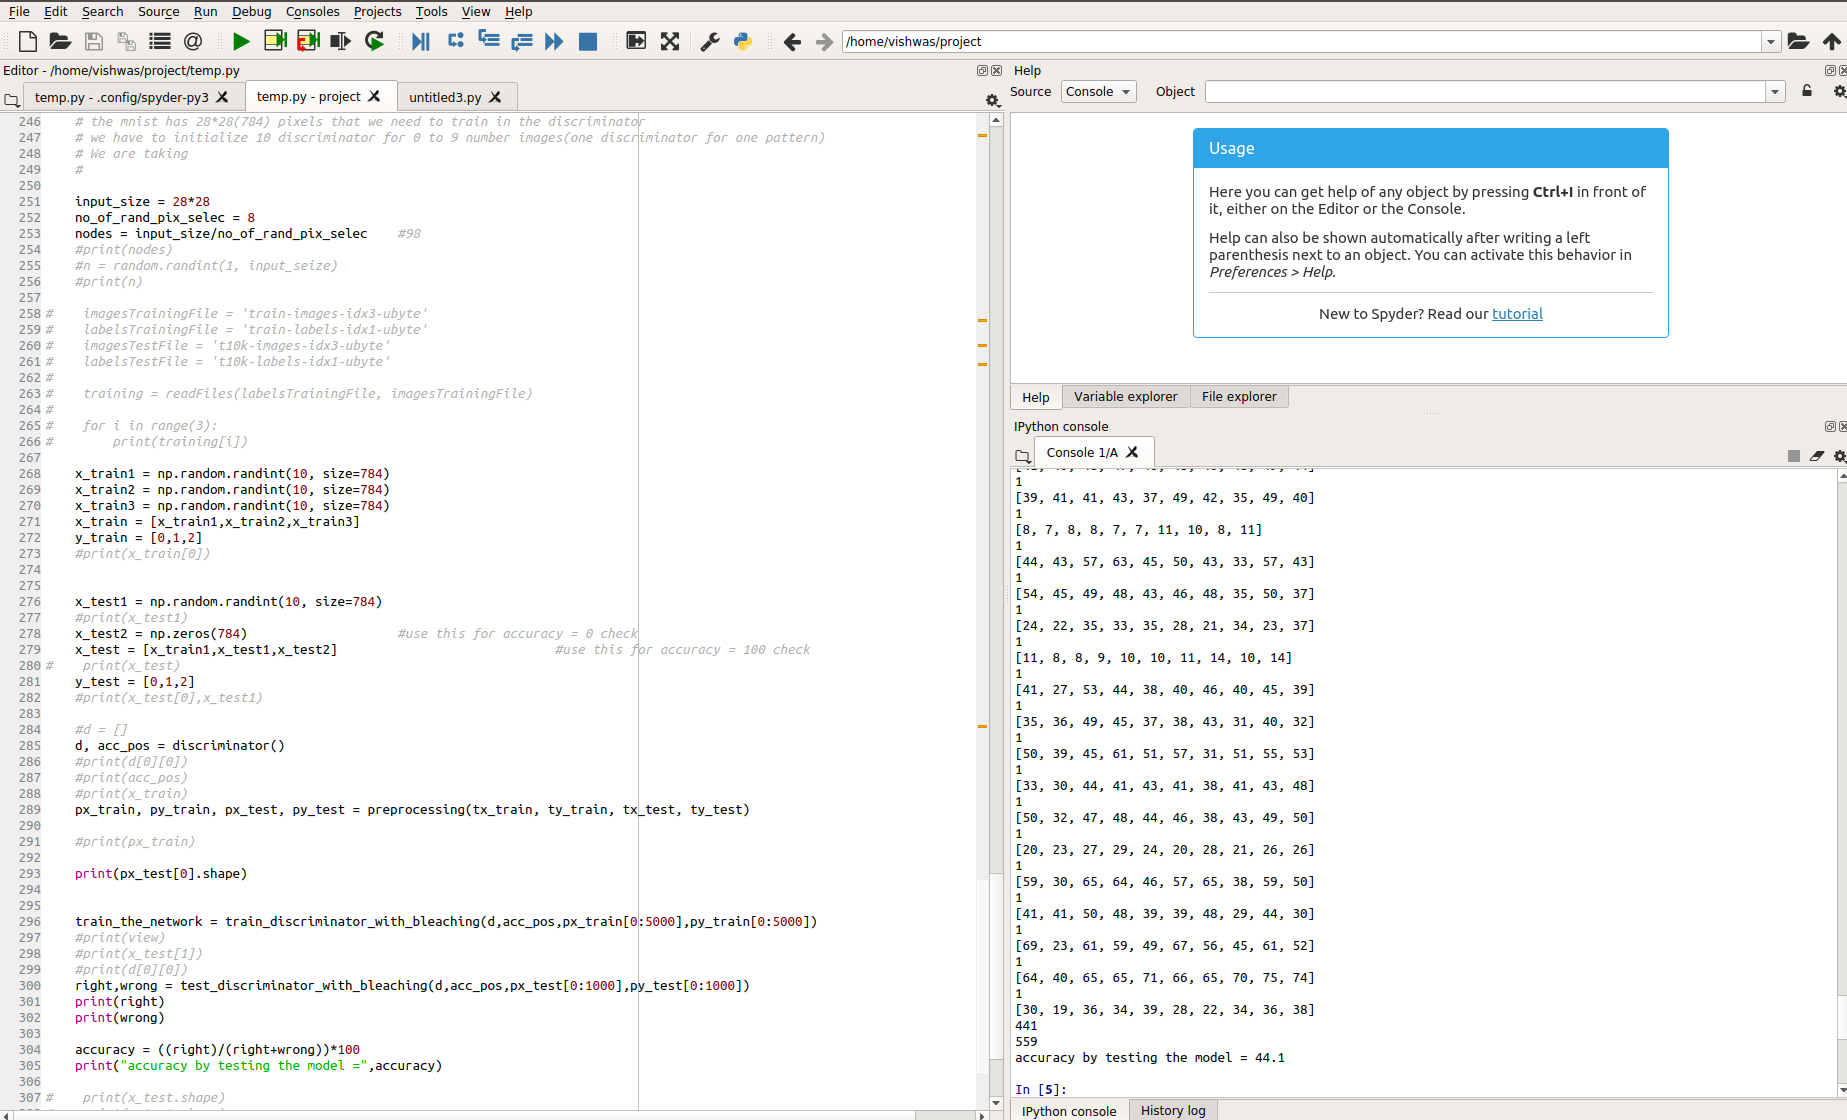 File Edit Search Source Run Debug Consoles Projects Tools View Help
/home/vishwas/project
Editor - /home/vishwas/project/temp.py
temp.py - .config/spyder-py3
temp.py - project
untitled3.py
246 # the mnist has 28*28(784) pixels that we need to train in the discriminator
247 # we have to initialize 10 discriminator for 0 to 9 number images(one discriminator for one pattern)
248 # We are taking
249 #
250
251 input_size = 28*28
252 no_of_rand_pix_selec = 8
253 nodes = input_size/no_of_rand_pix_selec #98
254 #print(nodes)
255 #n = random.randint(1, input_seize)
256 #print(n)
257
258 # imagesTrainingFile = 'train-images-idx3-ubyte'
259 # labelsTrainingFile = 'train-labels-idx1-ubyte'
260 # imagesTestFile = 't10k-images-idx3-ubyte'
261 # labelsTestFile = 't10k-labels-idx1-ubyte'
262 #
263 # training = readFiles(labelsTrainingFile, imagesTrainingFile)
264 #
265 # for i in range(3):
266 # print(training[i])
267
268 x_train1 = np.random.randint(10, size=784)
269 x_train2 = np.random.randint(10, size=784)
270 x_train3 = np.random.randint(10, size=784)
271 x_train = [x_train1,x_train2,x_train3]
272 y_train = [0,1,2]
273 #print(x_train[0])
274
275
276 x_test1 = np.random.randint(10, size=784)
277 #print(x_test1)
278 x_test2 = np.zeros(784) #use this for accuracy = 0 check
279 x_test = [x_train1,x_test1,x_test2] #use this for accuracy = 100 check
280 # print(x_test)
281 y_test = [0,1,2]
282 #print(x_test[0],x_test1)
283
284 #d = []
285 d, acc_pos = discriminator()
286 #print(d[0][0])
287 #print(acc_pos)
288 #print(x_train)
289 px_train, py_train, px_test, py_test = preprocessing(tx_train, ty_train, tx_test, ty_test)
290
291 #print(px_train)
292
293 print(px_test[0].shape)
294
295
296 train_the_network = train_discriminator_with_bleaching(d,acc_pos,px_train[0:5000],py_train[0:5000])
297 #print(view)
298 #print(x_test[1])
299 #print(d[0][0])
300 right,wrong = test_discriminator_with_bleaching(d,acc_pos,px_test[0:1000],py_test[0:1000])
301 print(right)
302 print(wrong)
303
304 accuracy = ((right)/(right+wrong))*100
305 print("accuracy by testing the model =",accuracy)
306
307 # print(x_test.shape)
Help
Source Console Object
Usage
Here you can get help of any object by pressing Ctrl+I in front of
it, either on the Editor or the Console.
Help can also be shown automatically after writing a left
parenthesis next to an object. You can activate this behavior in
Preferences > Help.
New to Spyder? Read our tutorial
Help Variable explorer File explorer
IPython console
Console 1/A
1
[39, 41, 41, 43, 37, 49, 42, 35, 49, 40]
1
[8, 7, 8, 8, 7, 7, 11, 10, 8, 11]
1
[44, 43, 57, 63, 45, 50, 43, 33, 57, 43]
1
[54, 45, 49, 48, 43, 46, 48, 35, 50, 37]
1
[24, 22, 35, 33, 35, 28, 21, 34, 23, 37]
1
[11, 8, 8, 9, 10, 10, 11, 14, 10, 14]
1
[41, 27, 53, 44, 38, 40, 46, 40, 45, 39]
1
[35, 36, 49, 45, 37, 38, 43, 31, 40, 32]
1
[50, 39, 45, 61, 51, 57, 31, 51, 55, 53]
1
[33, 30, 44, 41, 43, 41, 38, 41, 43, 48]
1
[50, 32, 47, 48, 44, 46, 38, 43, 49, 50]
1
[20, 23, 27, 29, 24, 20, 28, 21, 26, 26]
1
[59, 30, 65, 64, 46, 57, 65, 38, 59, 50]
1
[41, 41, 50, 48, 39, 39, 48, 29, 44, 30]
1
[69, 23, 61, 59, 49, 67, 56, 45, 61, 52]
1
[64, 40, 65, 65, 71, 66, 65, 70, 75, 74]
1
[30, 19, 36, 34, 39, 28, 22, 34, 36, 38]
441
559
accuracy by testing the model = 44.1
In [5]:
IPython console History log